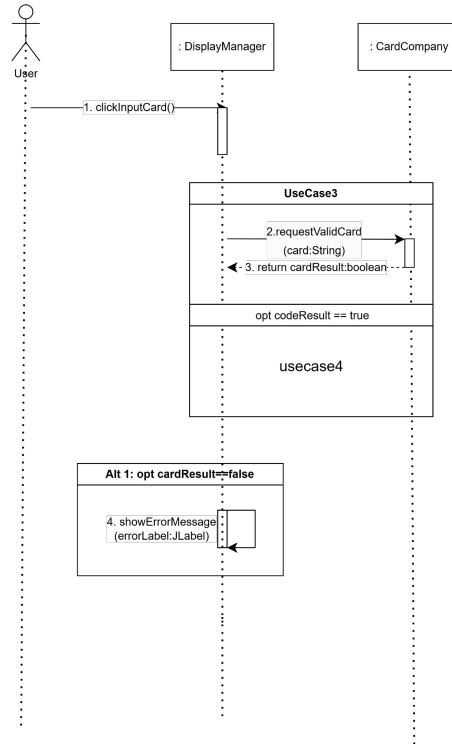 : DisplayManager
: CardCompany
User
1. clickInputCard()
UseCase3
2.requestValidCard
(card:String)
3. return cardResult:boolean
opt codeResult == true
usecase4
Alt 1: opt cardResult==false
4. showErrorMessage
(errorLabel:JLabel)